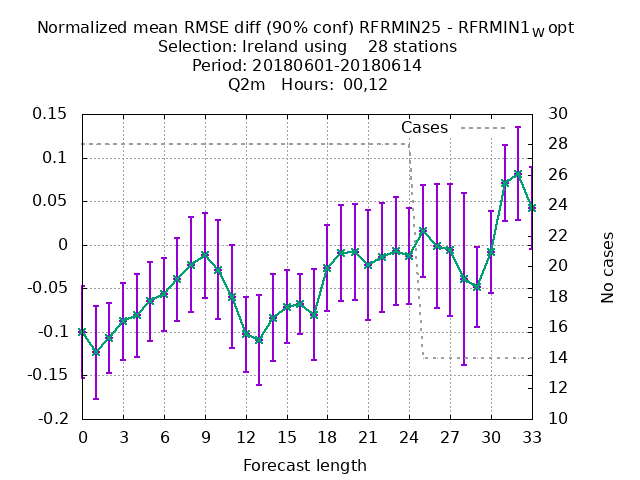 Normalized mean RMSE diff (90% conf) RFRMIN25 - RFRMIN1wopt
Selection: Ireland using    28 stations
Period: 20180601-20180614
Q2m   Hours:  00,12
Cases
0.15
0.1
0.05
0
-0.05
-0.1
-0.15
-0.2
30
28
26
24
22
20
18
16
14
12
10
No cases
0 3 6 9 12 15 18 21 24 27 30 33
Forecast length